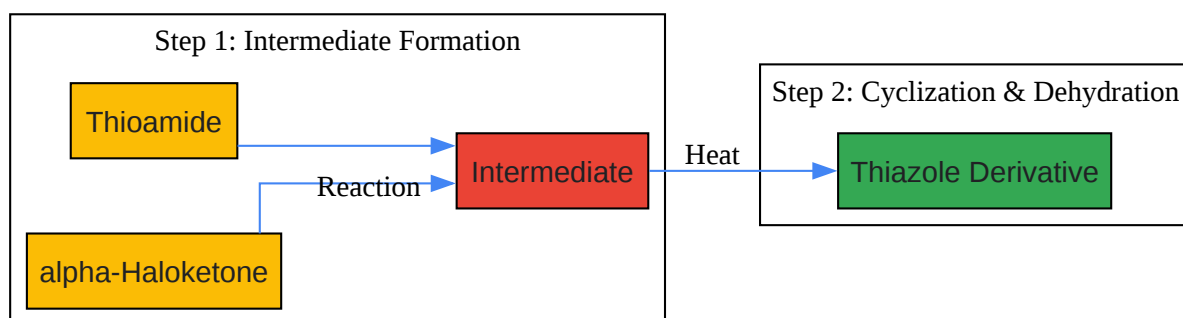 Step 1: Intermediate Formation
Thioamide
Reaction
alpha-Haloketone
Intermediate
Heat
Step 2: Cyclization & Dehydration
Thiazole Derivative